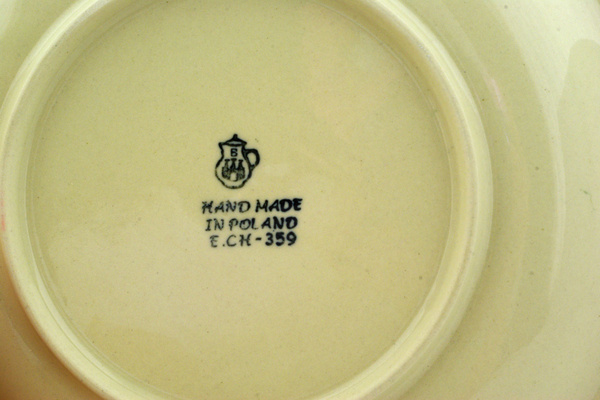 B
HAND MADE
IN POLAND
E.CH-359